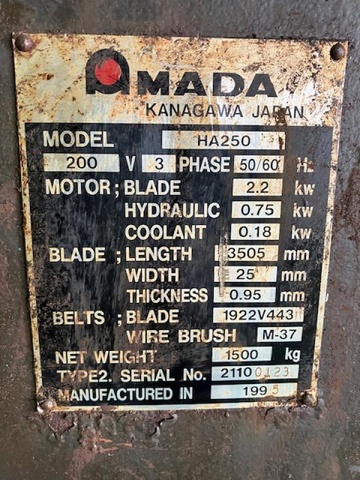 AMADA
KANAGAWA JAPAN
MODEL HA250
200 V 3 PHASE 50/60 Hz
MOTOR; BLADE 2.2 kw
HYDRAULIC 0.75 kw
COOLANT 0.18 kw
BLADE; LENGTH 3505 mm
WIDTH 25 mm
THICKNESS 0.95 mm
BELTS; BLADE 1922V443
WIRE BRUSH M-37
NET WEIGHT 1500 kg
TYPE2. SERIAL No. 21100123
MANUFACTURED IN 1995